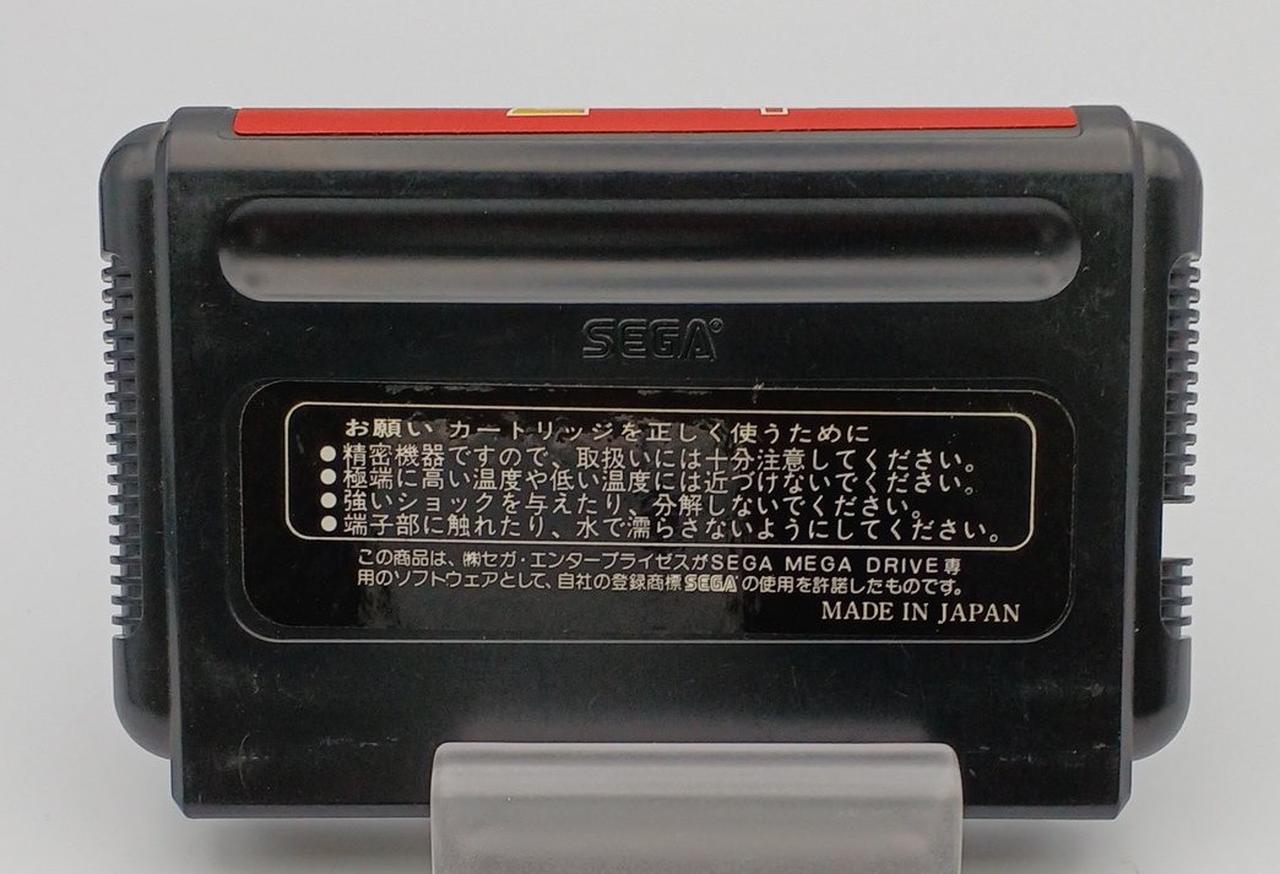 SEGA®
お願い カートリッジを正しく使うために
●精密機器ですので、取扱いには十分注意してください。
●極端に高い温度や低い温度には近づけないでください。
●強いショックを与えたり、分解しないでください。
●端子部に触れたり、水で濡らさないようにしてください。
この商品は、㈱セガ・エンタープライゼスがSEGA MEGA DRIVE専
用のソフトウェアとして、自社の登録商標SEGA®の使用を許諾したものです。
MADE IN JAPAN